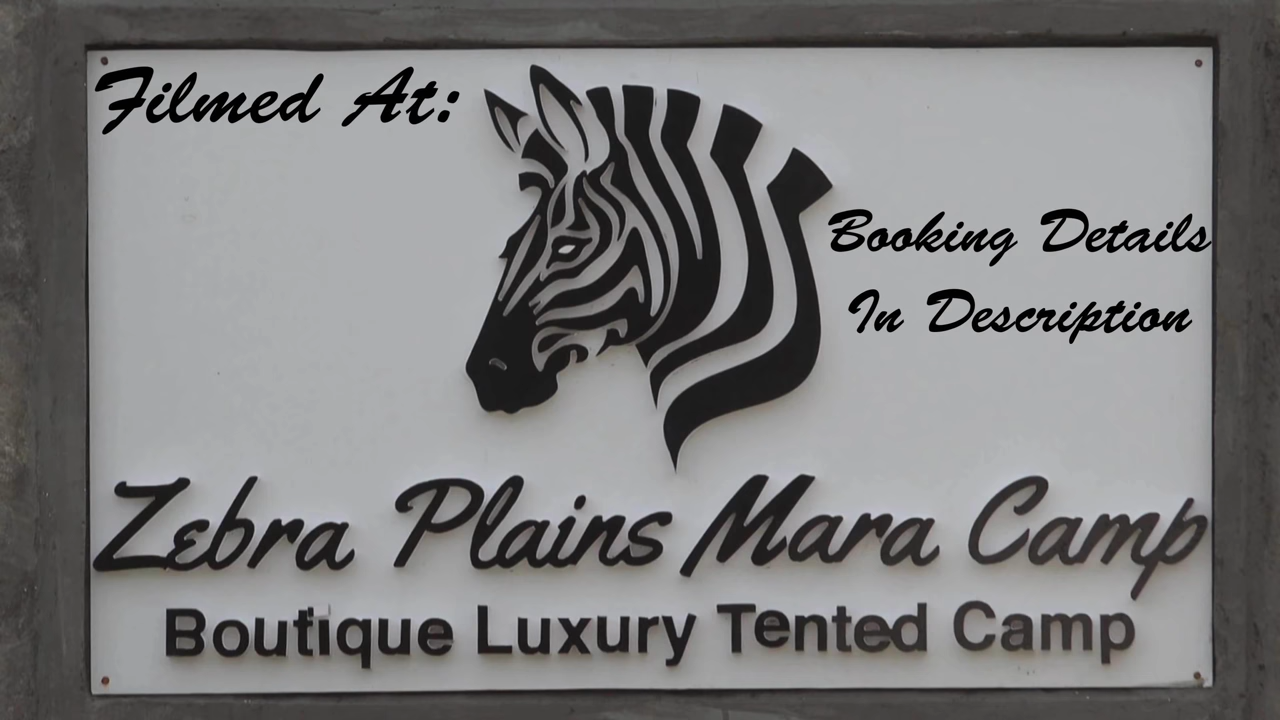 Filmed At:
Booking Details
In Description
Zebra Plains Mara Camp
Boutique Luxury Tented Camp